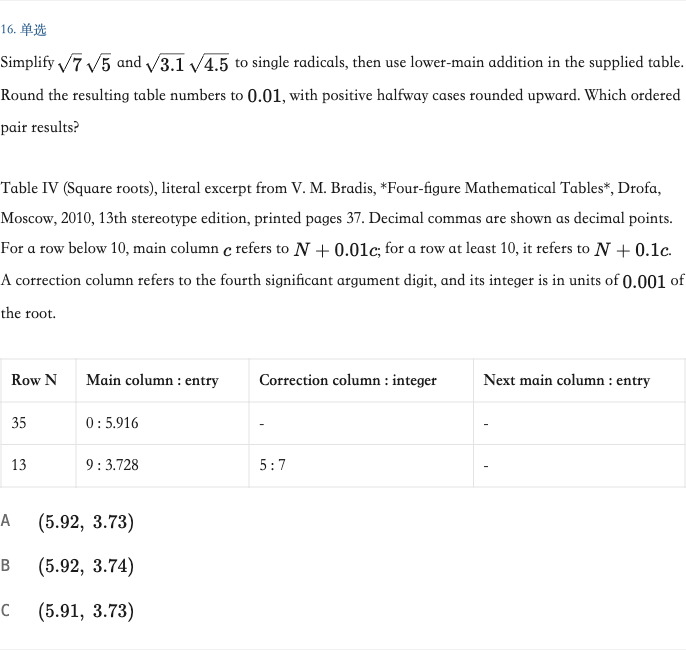 16. 单选
Simplify √7 √5 and √3.1 √4.5 to single radicals, then use lower-main addition in the supplied table.
Round the resulting table numbers to 0.01, with positive halfway cases rounded upward. Which ordered
pair results?
Table IV (Square roots), literal excerpt from V. M. Bradis, *Four-figure Mathematical Tables*, Drofa,
Moscow, 2010, 13th stereotype edition, printed pages 37. Decimal commas are shown as decimal points.
For a row below 10, main column c refers to N + 0.01c; for a row at least 10, it refers to N + 0.1c.
A correction column refers to the fourth significant argument digit, and its integer is in units of 0.001 of
the root.
Row N Main column : entry Correction column : integer Next main column : entry
35 0 : 5.916 - -
13 9 : 3.728 5 : 7 -
A (5.92, 3.73)
B (5.92, 3.74)
C (5.91, 3.73)